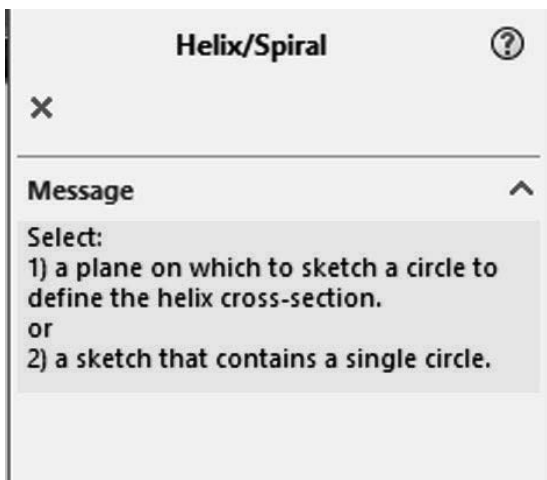 Helix/Spiral
Message
Select:
1) a plane on which to sketch a circle to
define the helix cross-section.
or
2) a sketch that contains a single circle.